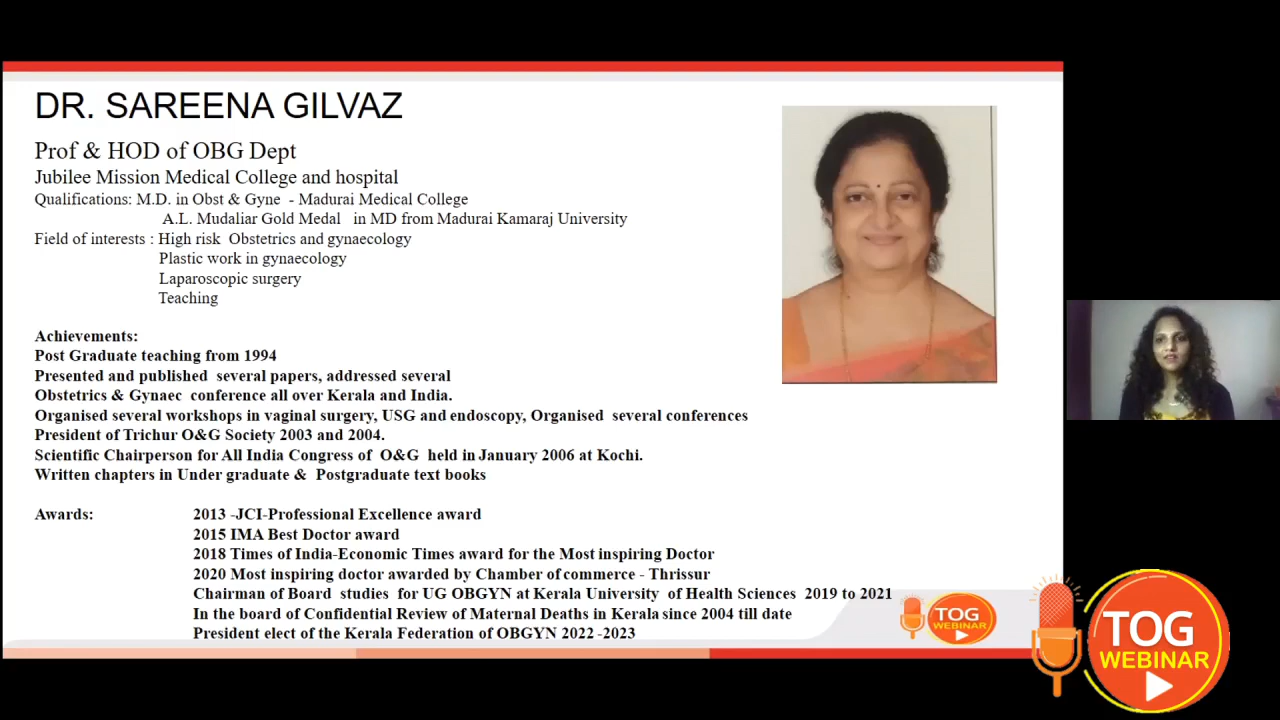 DR. SAREENA GILVAZ
Prof & HOD of OBG Dept
Jubilee Mission Medical College and hospital
Qualifications: M.D. in Obst & Gyne - Madurai Medical College
A.L. Mudaliar Gold Medal in MD from Madurai Kamaraj University
Field of interests : High risk Obstetrics and gynaecology
Plastic work in gynaecology
Laparoscopic surgery
Teaching
Achievements:
Post Graduate teaching from 1994
Presented and published several papers, addressed several
Obstetrics & Gynaec conference all over Kerala and India.
Organised several workshops in vaginal surgery, USG and endoscopy, Organised several conferences
President of Trichur O&G Society 2003 and 2004.
Scientific Chairperson for All India Congress of O&G held in January 2006 at Kochi.
Written chapters in Under graduate & Postgraduate text books
Awards: 2013 -JCI-Professional Excellence award
2015 IMA Best Doctor award
2018 Times of India-Economic Times award for the Most inspiring Doctor
2020 Most inspiring doctor awarded by Chamber of commerce - Thrissur
Chairman of Board studies for UG OBGYN at Kerala University of Health Sciences 2019 to 2021
In the board of Confidential Review of Maternal Deaths in Kerala since 2004 till date
President elect of the Kerala Federation of OBGYN 2022 -2023
TOG
WEBINAR
TOG
WEBINAR